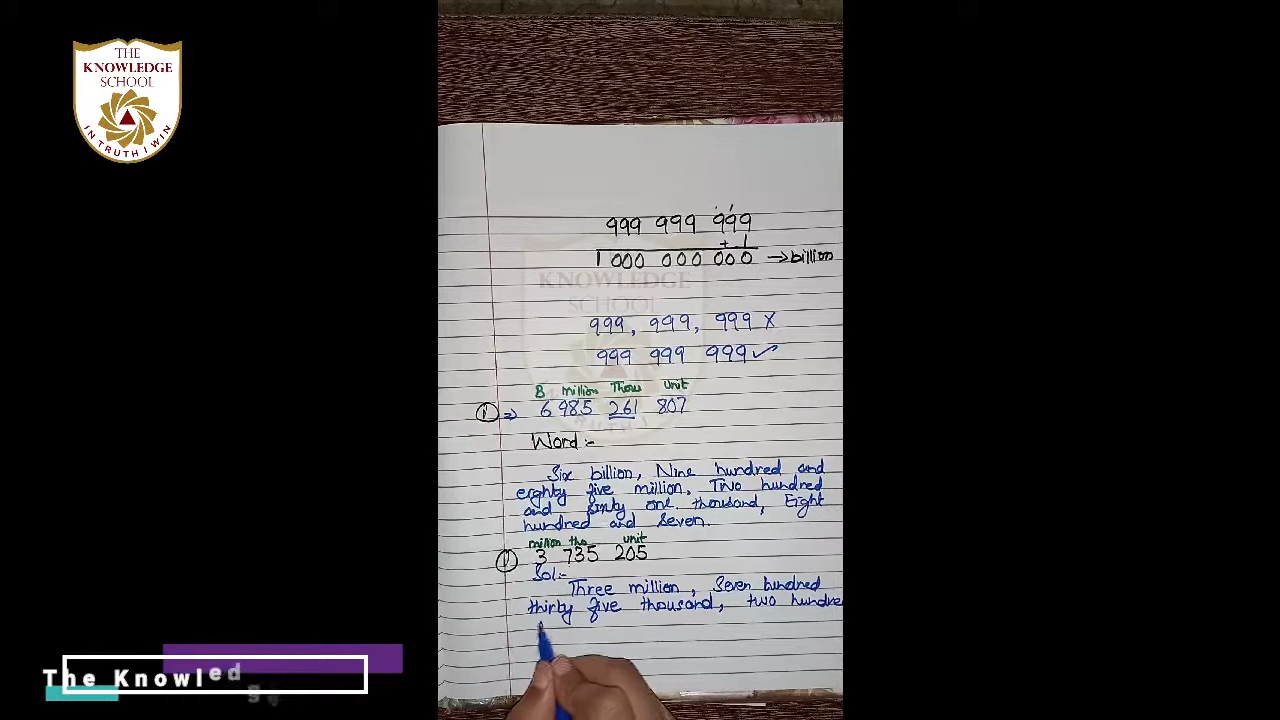 THE
KNOWLEDGE
SCHOOL
IN TRUTH I WIN
999 999 999
+ 1
1 000 000 000 → billion
KNOWLEDGE
SCHOOL
999, 999, 999 ×
999 999 999 ✓
B million Thou unit
① ⇒ 6 985 261 807
Word :-
Six billion, Nine hundred and
eighty five million, Two hundred
and sixty one thousand, Eight
hundred and Seven.
million tho unit
3 735 205
Sol:-
Three million, Seven hundred
thirty five thousand, two hundre
The Knowledg